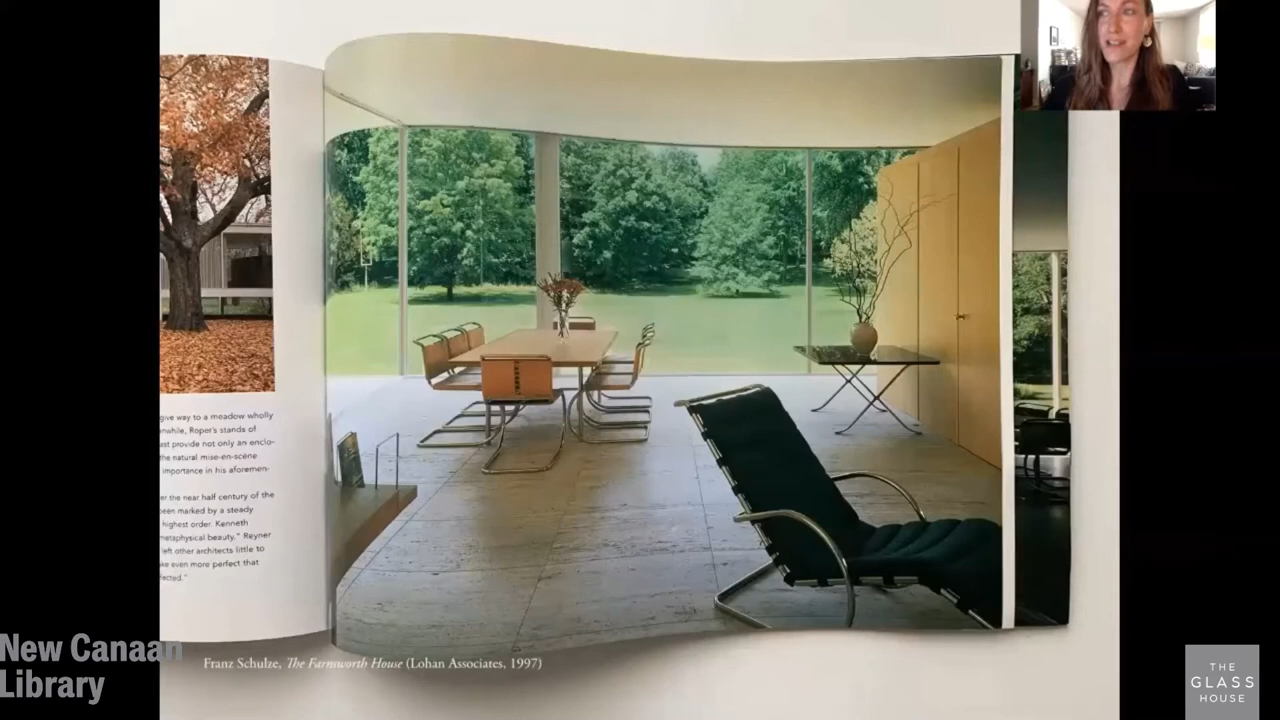 give way to a meadow wholly
while, Roper's stands of
ast provide not only an enclo-
the natural mise-en-scène
importance in his aforemen-
er the near half century of the
been marked by a steady
highest order. Kenneth
metaphysical beauty." Reyner
left other architects little to
ke even more perfect that
fected."
Franz Schulze, The Farnsworth House (Lohan Associates, 1997)
New Canaan
Library
THE
GLASS
HOUSE